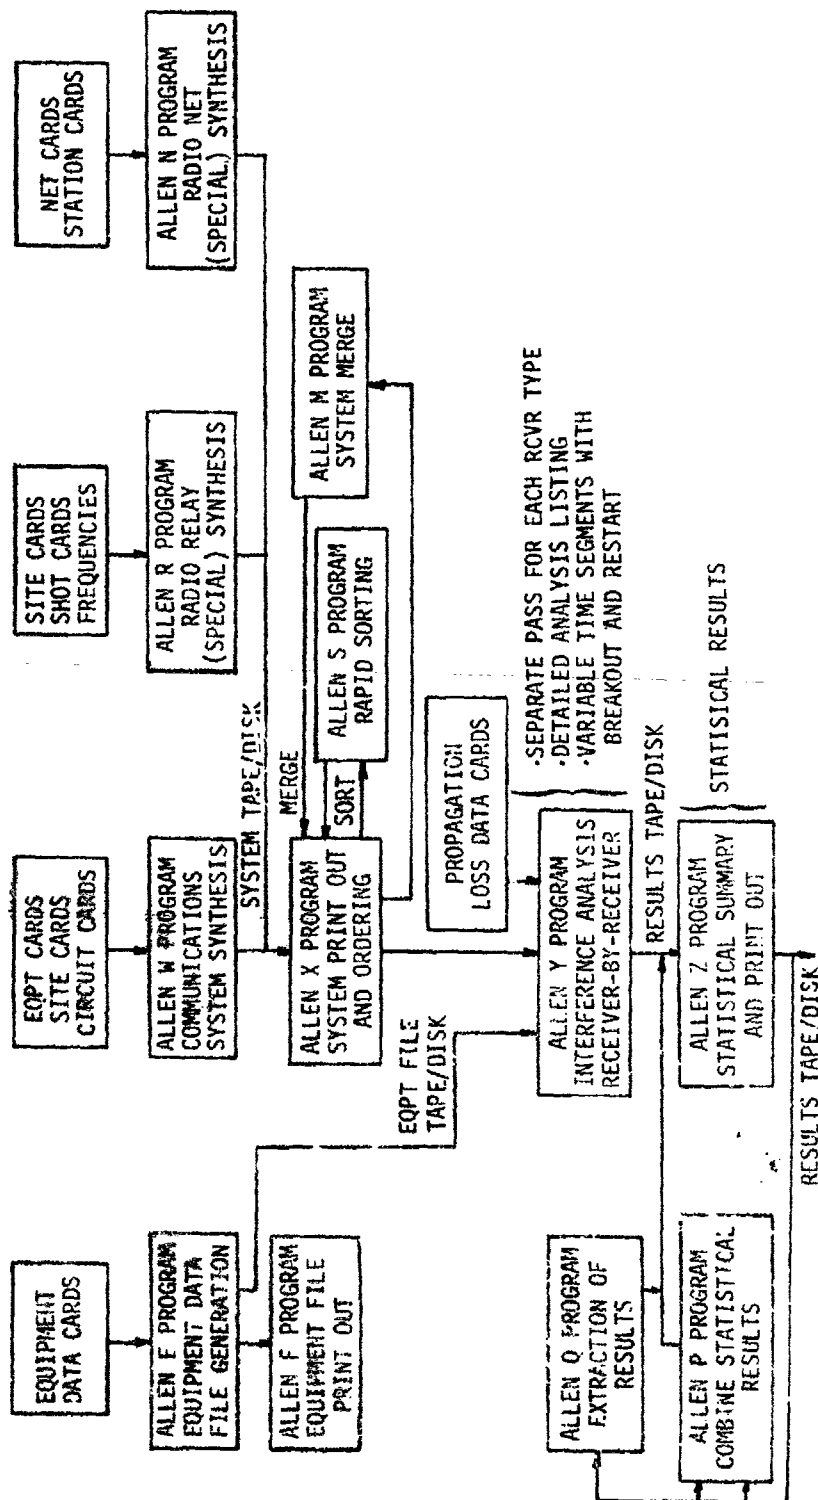 EQUIPMENT
DATA CARDS
EQPT CARDS
SITE CARDS
CIRCUIT CARDS
SITE CARDS
SHOT CARDS
FREQUENCIES
NET CARDS
STATION CARDS
ALLEN E PROGRAM
EQUIPMENT DATA
FILE GENERATION
ALLEN W PROGRAM
COMMUNICATIONS
SYSTEM SYNTHESIS
ALLEN R PROGRAM
RADIO RELAY
(SPECIAL) SYNTHESIS
ALLEN N PROGRAM
RADIO NET
(SPECIAL) SYNTHESIS
SYSTEM TAPE/DISK
ALLEN F PROGRAM
EQUIPMENT FILE
PRINT OUT
ALLEN X PROGRAM
SYSTEM PRINT OUT
AND ORDERING
MERGE
SORT
ALLEN S PROGRAM
RAPID SORTING
ALLEN M PROGRAM
SYSTEM MERGE
EQPT FILE
TAPE/DISK
PROPAGATION
LOSS DATA CARDS
ALLEN Y PROGRAM
INTERFERENCE ANALYSIS
RECEIVER-BY-RECEIVER
·SEPARATE PASS FOR EACH RCVR TYPE
·DETAILED ANALYSIS LISTING
·VARIABLE TIME SEGMENTS WITH
BREAKOUT AND RESTART
ALLEN Q PROGRAM
EXTRACTION OF
RESULTS
RESULTS TAPE/DISK
ALLEN P PROGRAM
COMBINE STATISTICAL
RESULTS
ALLEN Z PROGRAM
STATISTICAL SUMMARY
AND PRINT OUT
STATISICAL RESULTS
RESULTS TAPE/DISK